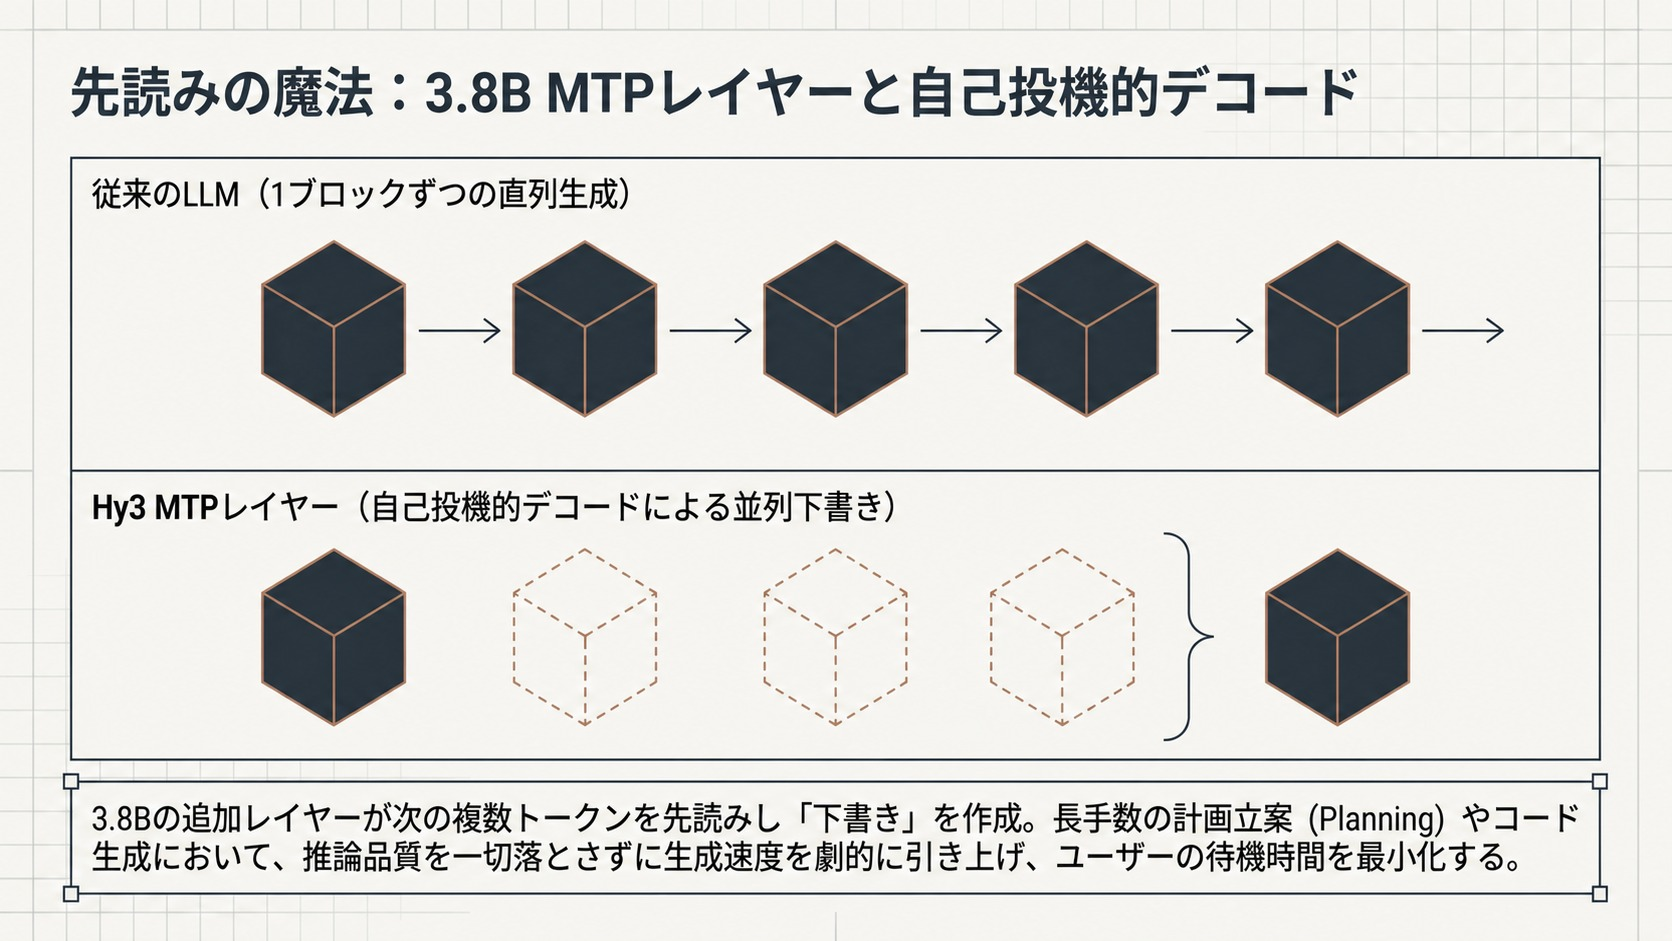 先読みの魔法：3.8B MTPレイヤーと自己投機的デコード
従来のLLM（1ブロックずつの直列生成）
Hy3 MTPレイヤー（自己投機的デコードによる並列下書き）
3.8Bの追加レイヤーが次の複数トークンを先読みし「下書き」を作成。長手数の計画立案 (Planning) やコード
生成において、推論品質を一切落とさずに生成速度を劇的に引き上げ、ユーザーの待機時間を最小化する。